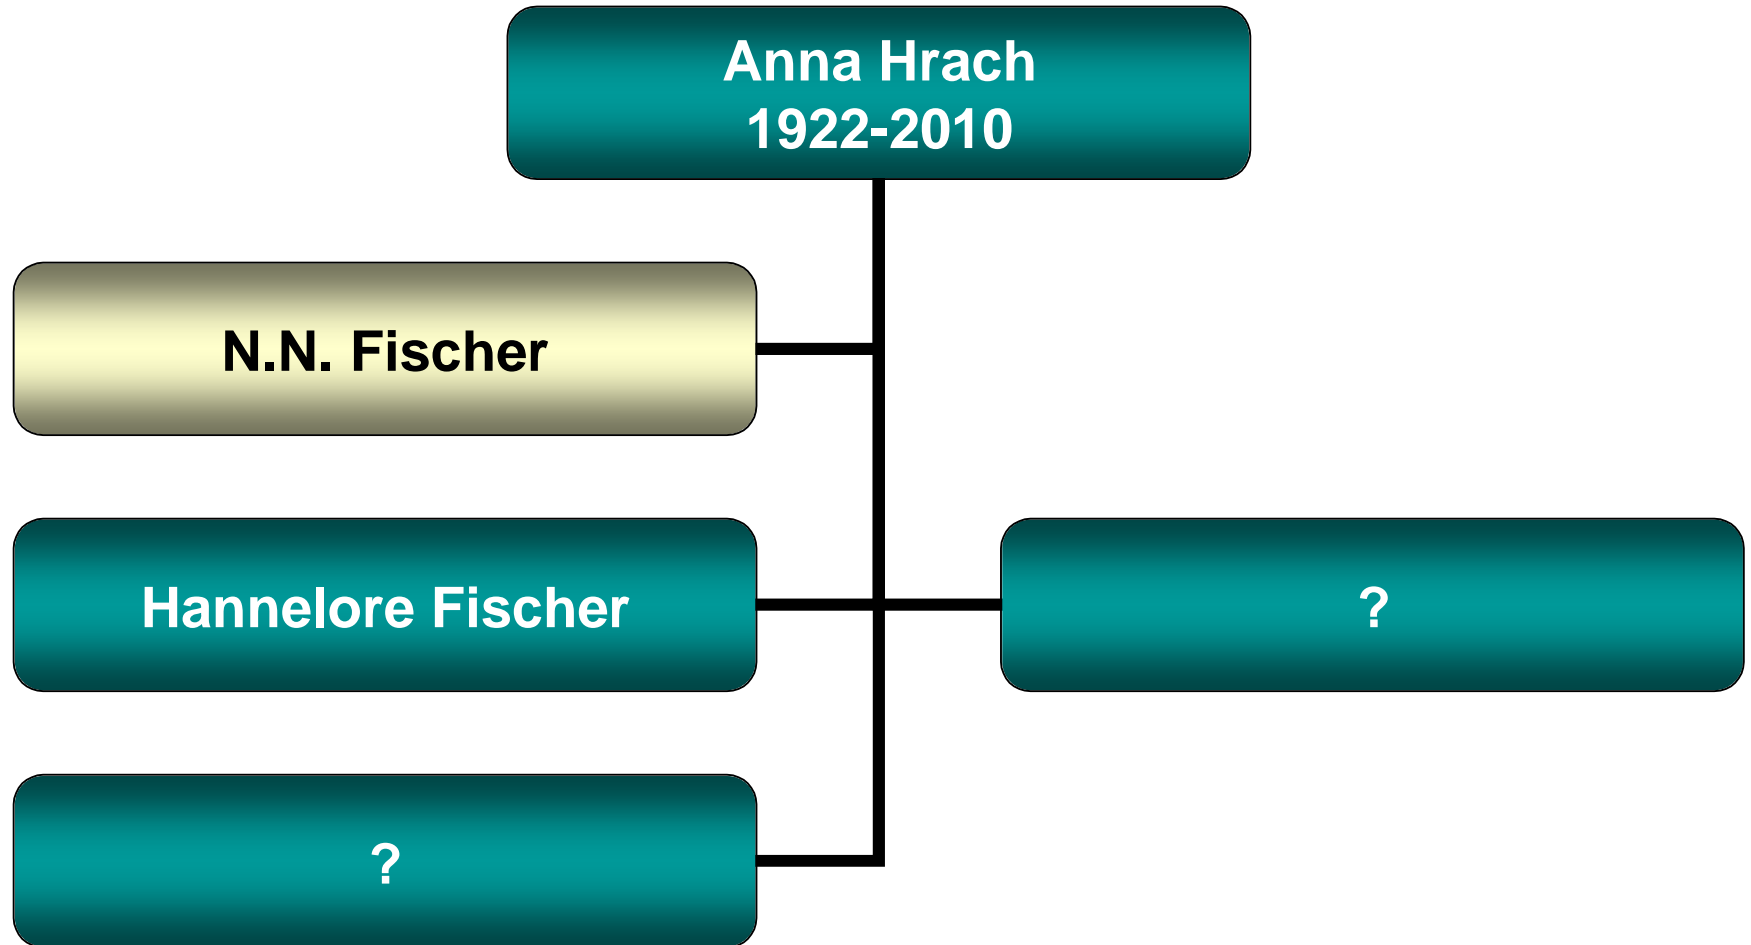 Anna Hrach
1922-2010
N.N. Fischer
Hannelore Fischer
?
?